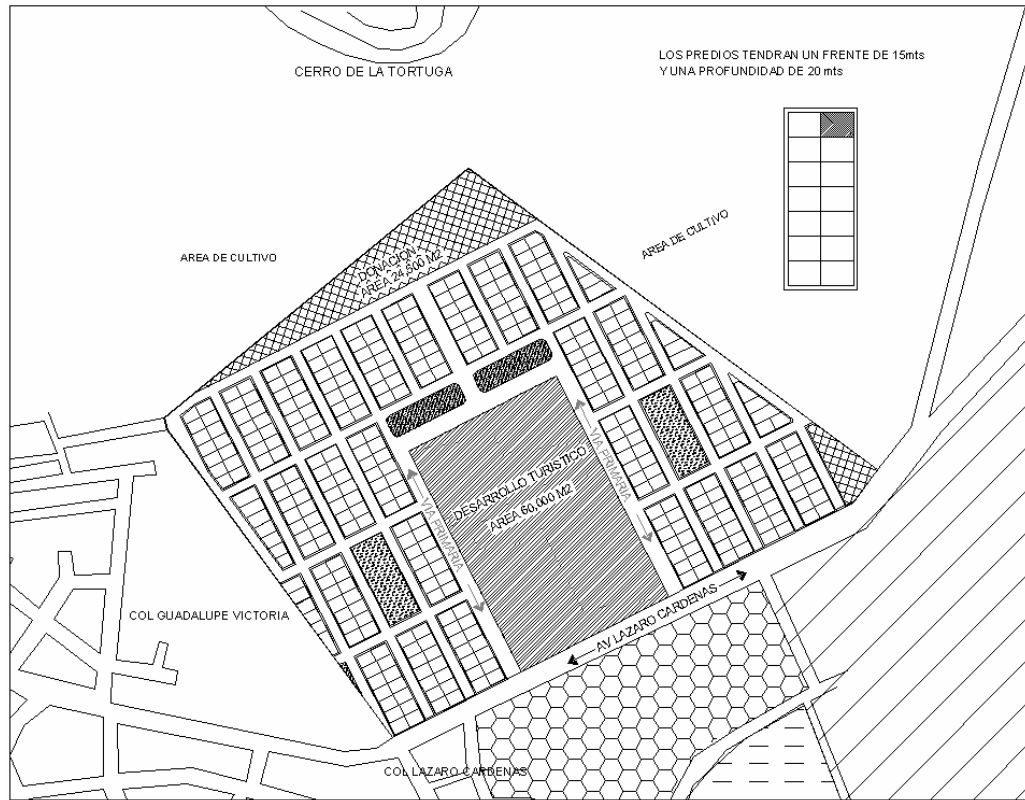 CERRO DE LA TORTUGA
LOS PREDIOS TENDRAN UN FRENTE DE 15mts
Y UNA PROFUNDIDAD DE 20 mts
AREA DE CULTIVO
AREA DE CULTIVO
DONACION
AREA 24,600 M2
DESARROLLO TURISTICO
AREA 60,000 M2
VIA PRIMARIA
VIA PRIMARIA
COL GUADALUPE VICTORIA
AV LAZARO CARDENAS
COL LAZARO CARDENAS